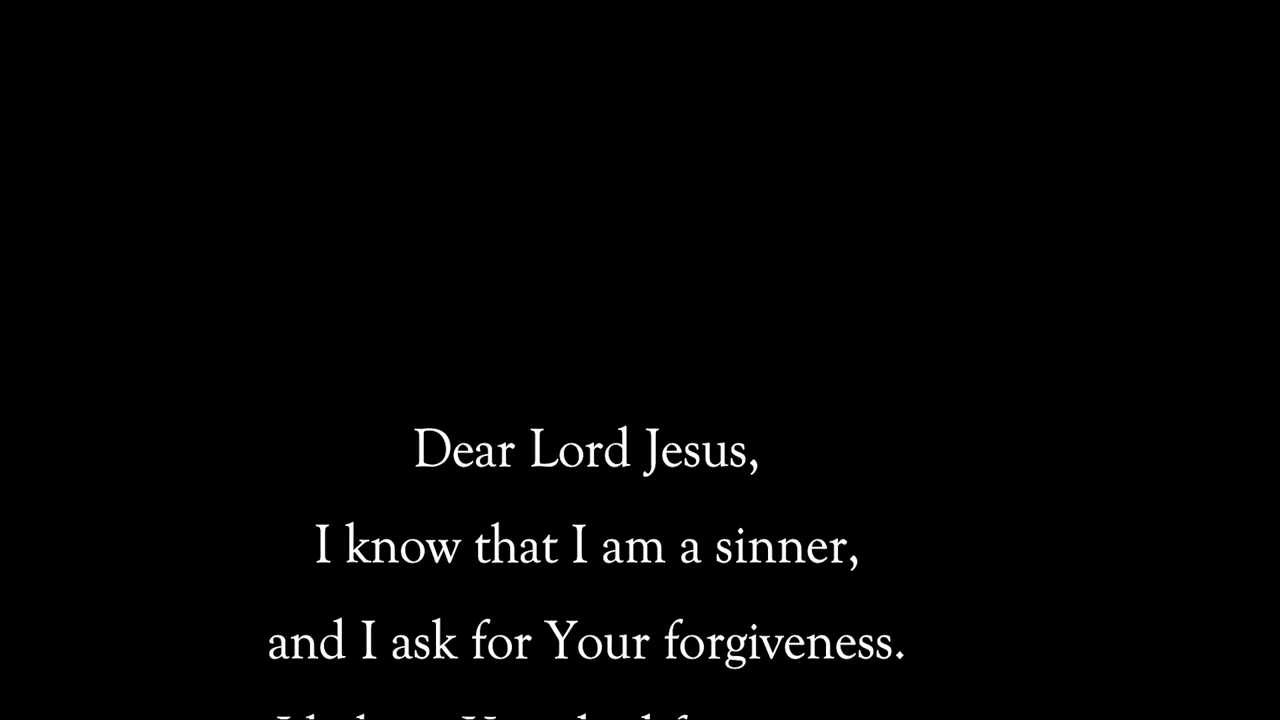 Dear Lord Jesus,
I know that I am a sinner,
and I ask for Your forgiveness.